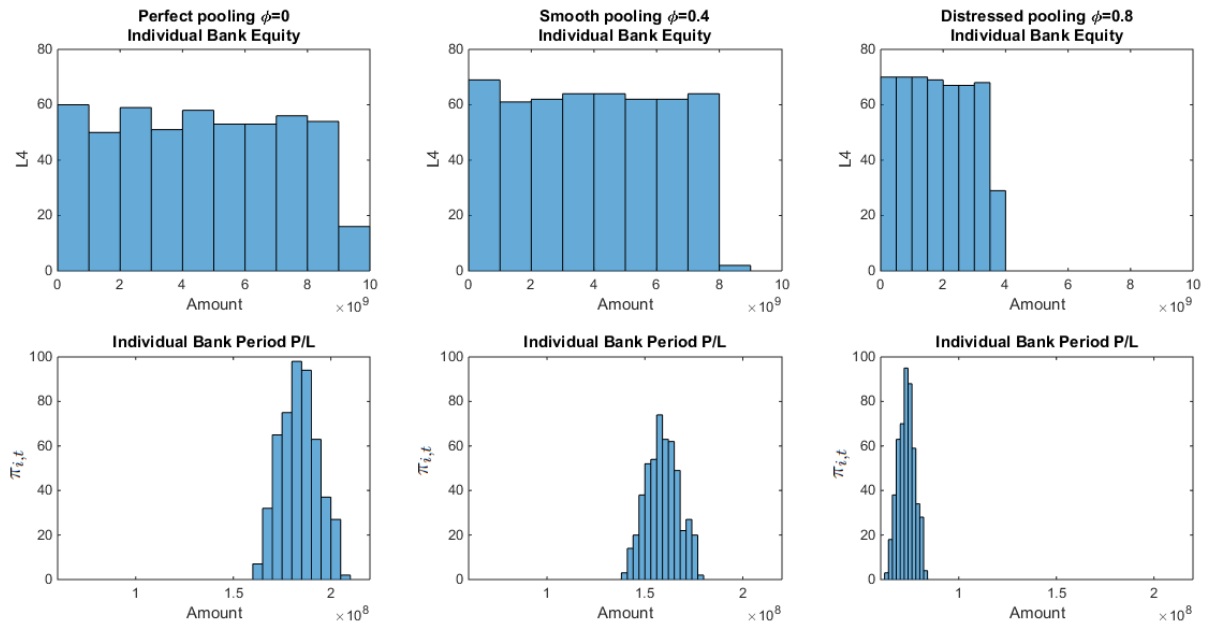 Perfect pooling ϕ=0
Individual Bank Equity
80
60
40
20
0
L4
0 2 4 6 8 10
Amount
×10⁹
Smooth pooling ϕ=0.4
Individual Bank Equity
80
60
40
20
0
L4
0 2 4 6 8 10
Amount
×10⁹
Distressed pooling ϕ=0.8
Individual Bank Equity
80
60
40
20
0
L4
0 2 4 6 8 10
Amount
×10⁹
Individual Bank Period P/L
100
80
60
40
20
0
πi,t
1 1.5 2
Amount
×10⁸
Individual Bank Period P/L
100
80
60
40
20
0
πi,t
1 1.5 2
Amount
×10⁸
Individual Bank Period P/L
100
80
60
40
20
0
πi,t
1 1.5 2
Amount
×10⁸